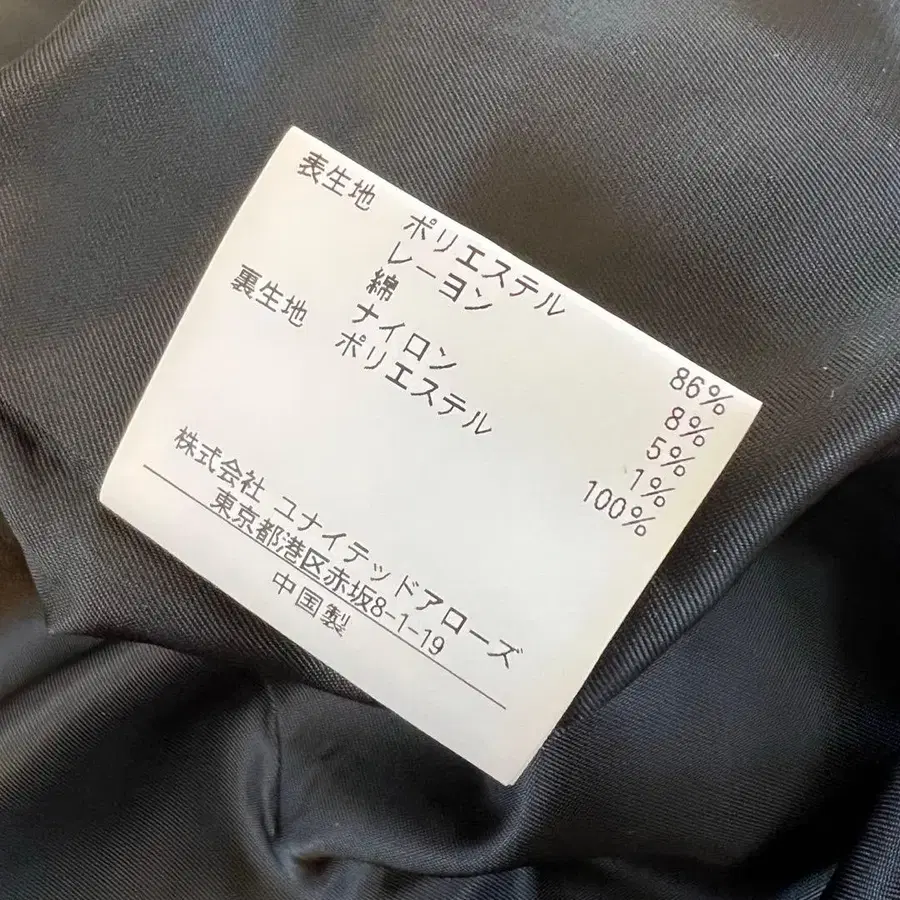 表生地 ポリエステル 86%
レーヨン 8%
綿 5%
ナイロン 1%
裏生地 ポリエステル 100%
株式会社 ユナイテッドアローズ
東京都港区赤坂8-1-19
中国製